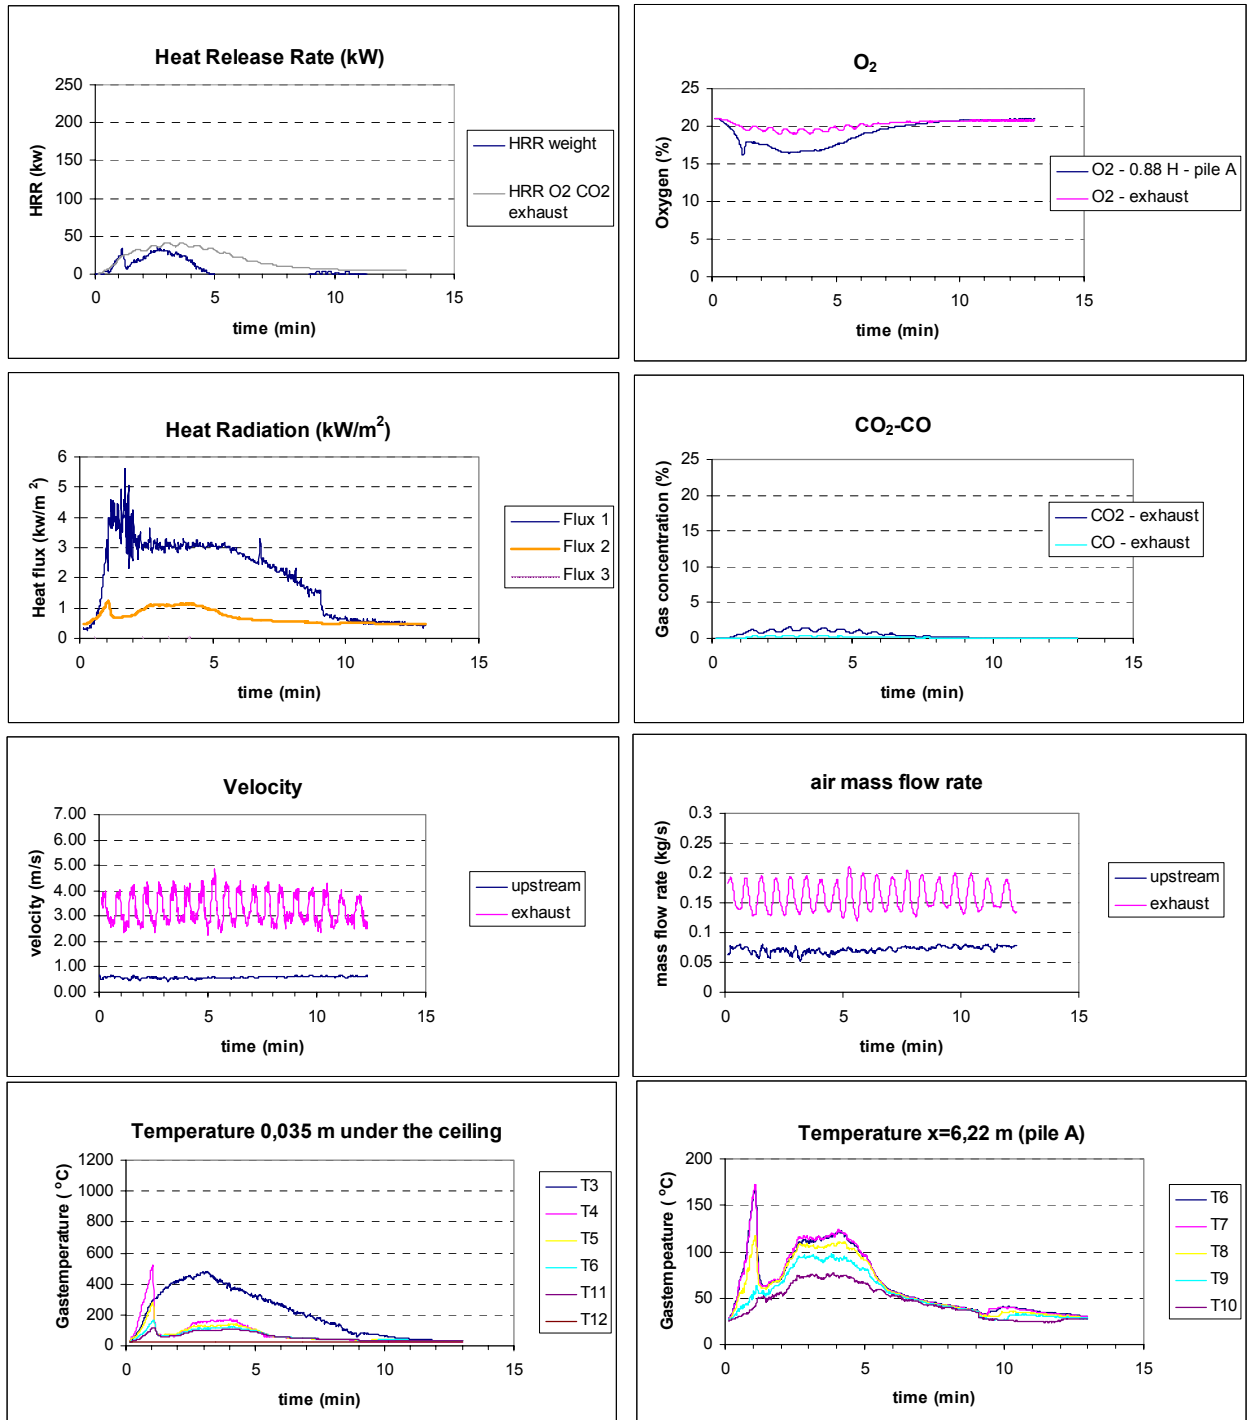 Heat Release Rate (kW)
250
200
150
100
50
0
HRR (kw)
0 5 10 15
time (min)
HRR weight
HRR O2 CO2
exhaust
O2
25
20
15
10
5
0
Oxygen (%)
0 5 10 15
time (min)
O2 - 0.88 H - pile A
O2 - exhaust
Heat Radiation (kW/m2)
6
5
4
3
2
1
0
Heat flux (kw/m 2)
0 5 10 15
time (min)
Flux 1
Flux 2
Flux 3
CO2-CO
25
20
15
10
5
0
Gas concentration (%)
0 5 10 15
time (min)
CO2 - exhaust
CO - exhaust
Velocity
7.00
6.00
5.00
4.00
3.00
2.00
1.00
0.00
velocity (m/s)
0 5 10 15
time (min)
upstream
exhaust
air mass flow rate
0.3
0.25
0.2
0.15
0.1
0.05
0
mass flow rate (kg/s)
0 5 10 15
time (min)
upstream
exhaust
Temperature 0,035 m under the ceiling
1200
1000
800
600
400
200
0
Gastemperature ( °C)
0 5 10 15
time (min)
T3
T4
T5
T6
T11
T12
Temperature x=6,22 m (pile A)
200
150
100
50
0
Gastempeature ( °C)
0 5 10 15
time (min)
T6
T7
T8
T9
T10